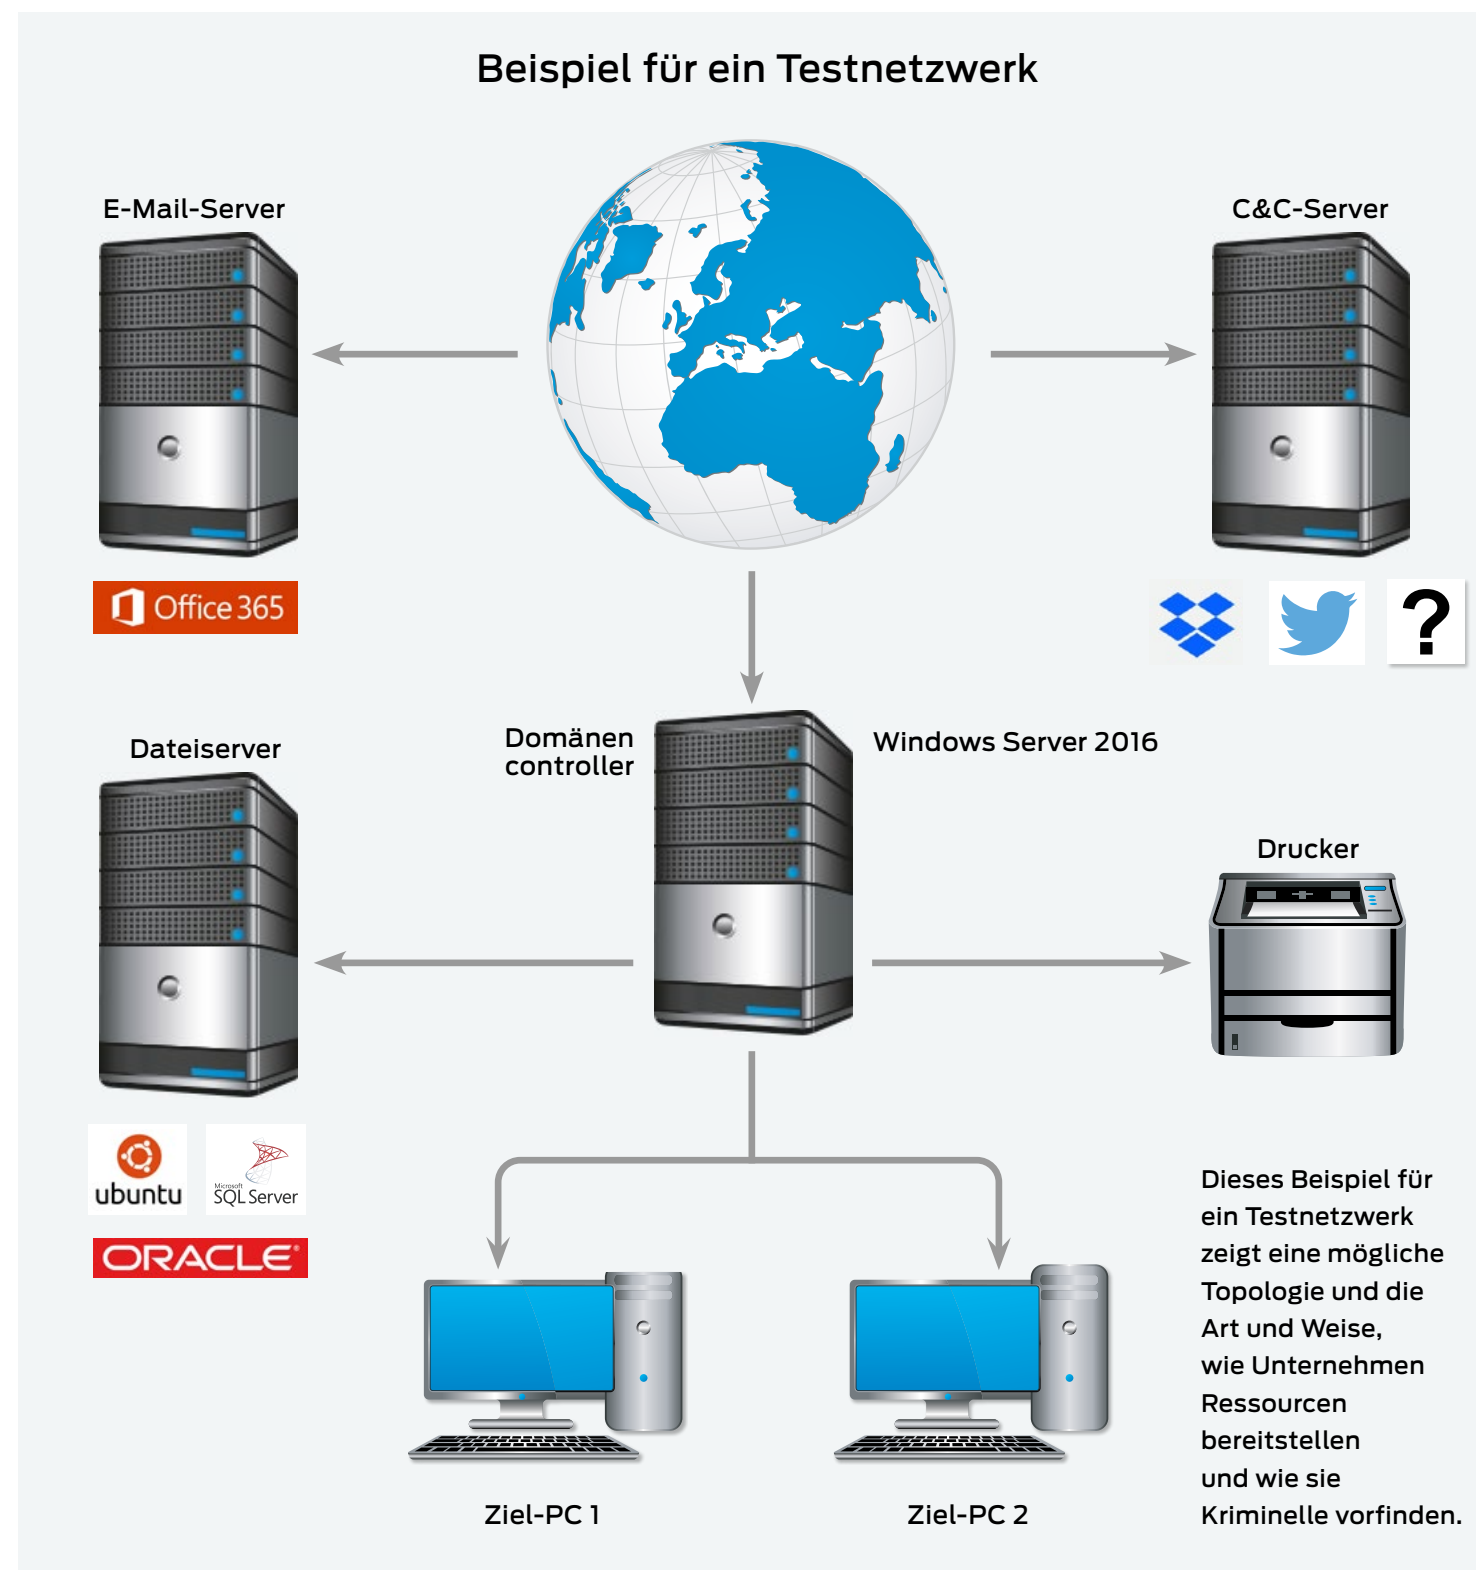 Beispiel für ein Testnetzwerk
E-Mail-Server
C&C-Server
Office 365
?
Dateiserver
Domänen
controller
Windows Server 2016
Drucker
ubuntu
Microsoft
SQL Server
ORACLE®
Dieses Beispiel für
ein Testnetzwerk
zeigt eine mögliche
Topologie und die
Art und Weise,
wie Unternehmen
Ressourcen
bereitstellen
und wie sie
Kriminelle vorfinden.
Ziel-PC 1
Ziel-PC 2